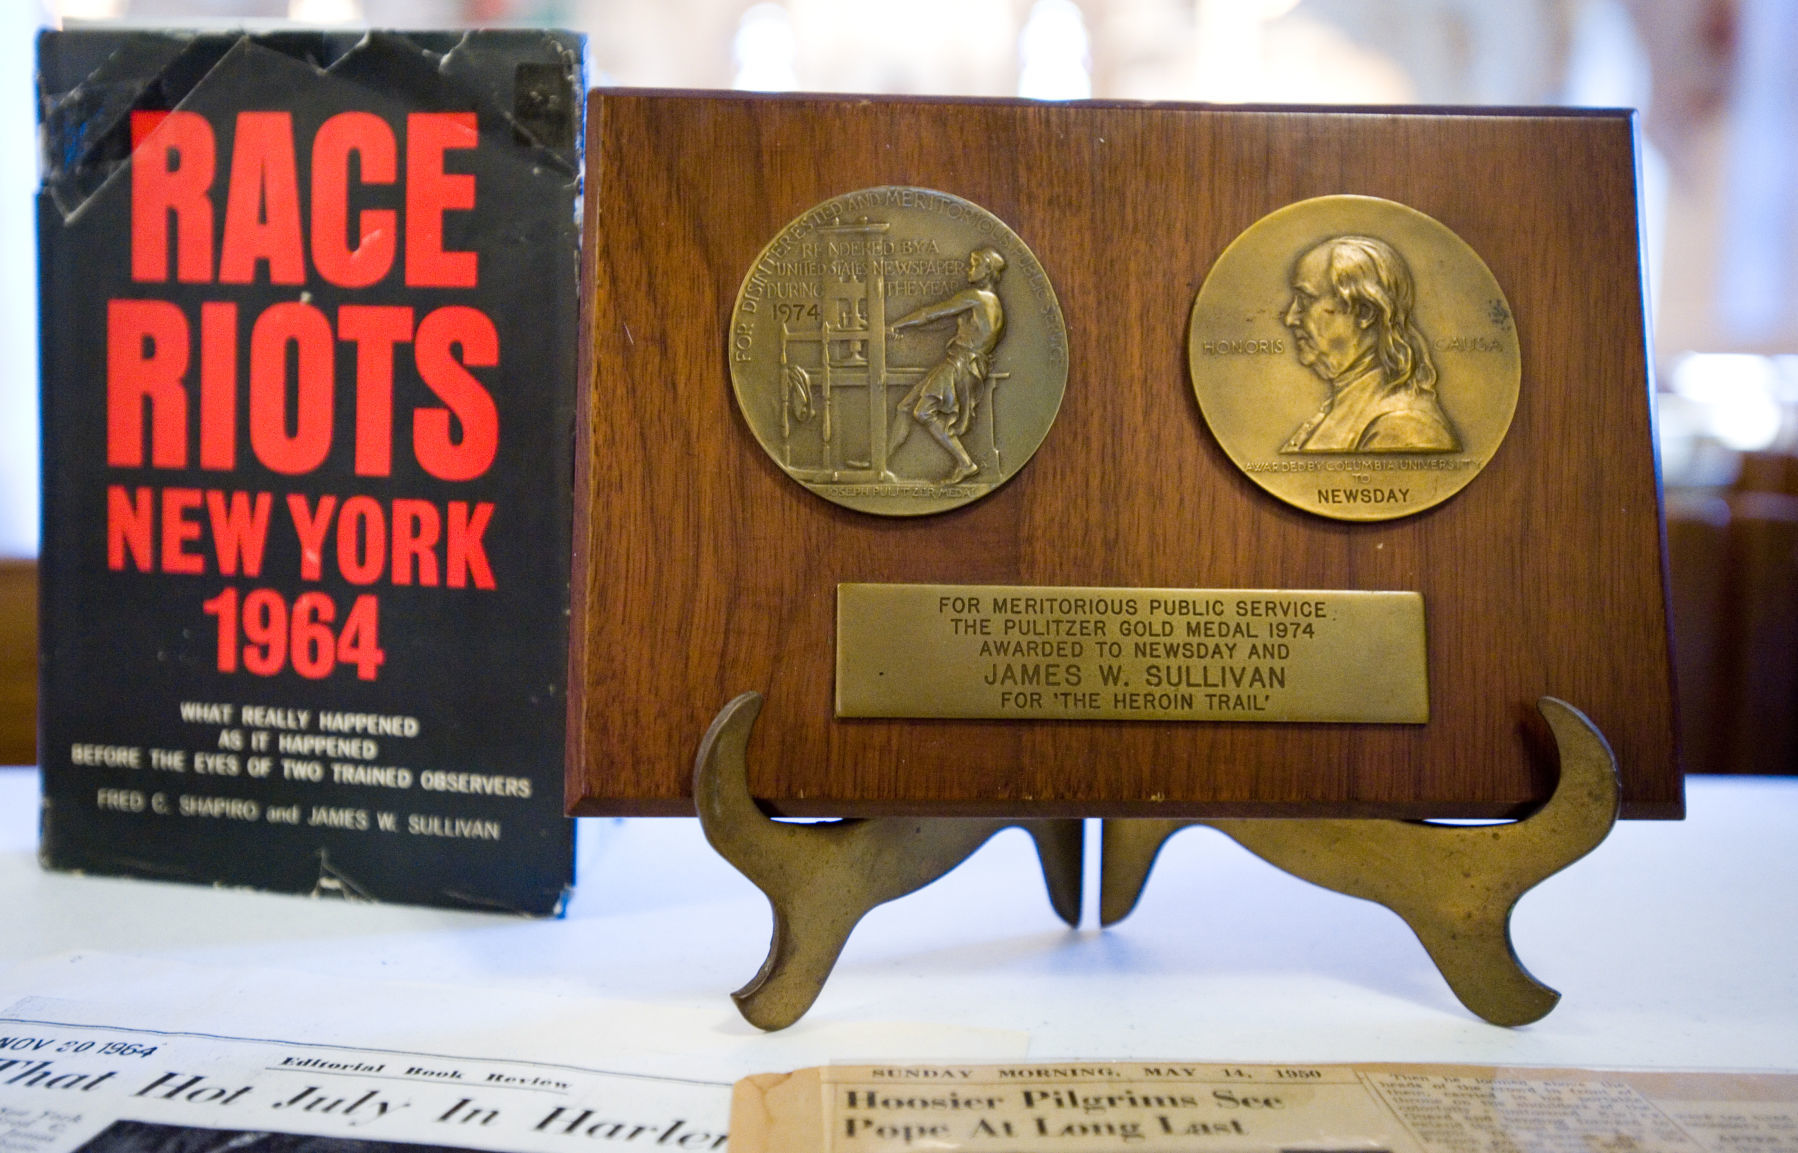 RACE
RIOTS
NEW YORK
1964
WHAT REALLY HAPPENED
AS IT HAPPENED
BEFORE THE EYES OF TWO TRAINED OBSERVERS
FRED C. SHAPIRO and JAMES W. SULLIVAN
FOR DISINTERESTED AND MERITORIOUS PUBLIC SERVICE
RENDERED BY A
UNITED STATES NEWSPAPER
DURING THE YEAR
1974
JOSEPH PULITZER MEDAL
HONORIS CAUSA
AWARDED BY COLUMBIA UNIVERSITY
TO
NEWSDAY
FOR MERITORIOUS PUBLIC SERVICE
THE PULITZER GOLD MEDAL 1974
AWARDED TO NEWSDAY AND
JAMES W. SULLIVAN
FOR 'THE HEROIN TRAIL'
NOV 30 1964
Editorial Book Review
That Hot July In Harlem
SUNDAY MORNING, MAY 14, 1950
Hoosier Pilgrims See
Pope At Long Last